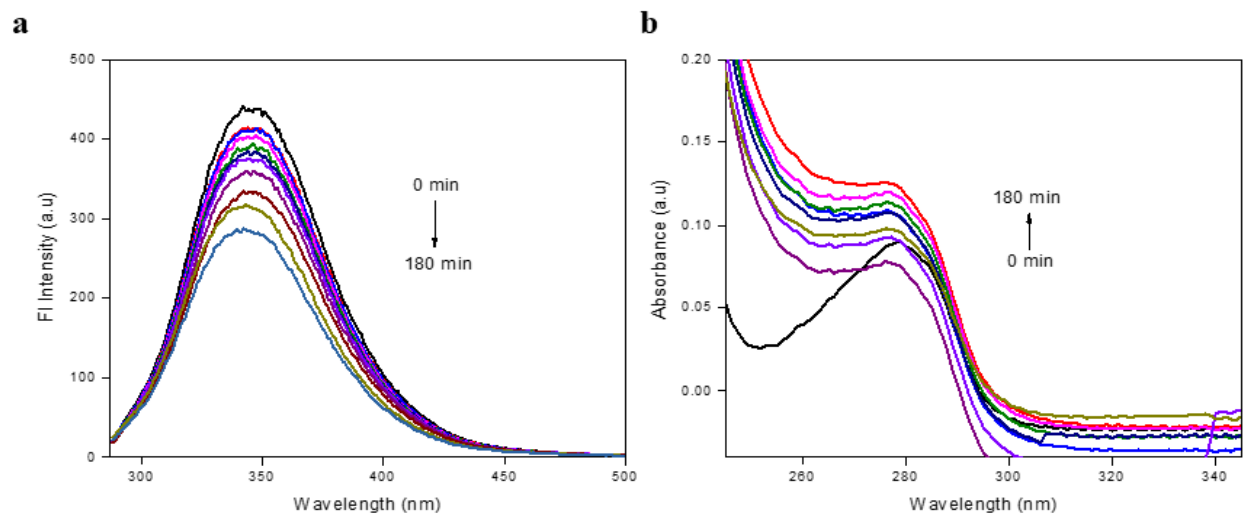 a
FI Intensity (a.u)
500
400
300
200
100
0
0 min
180 min
300
350
400
450
500
Wavelength (nm)
b
Absorbance (a.u)
0.20
0.15
0.10
0.05
0.00
180 min
0 min
260
280
300
320
340
Wavelength (nm)